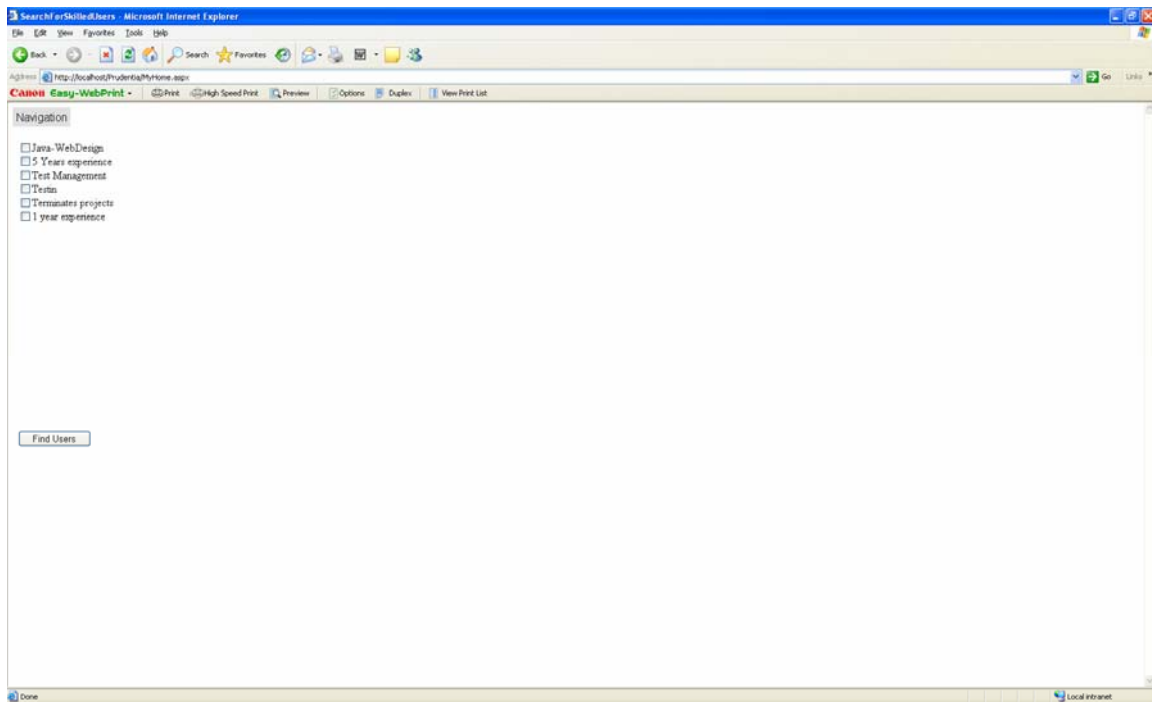 SearchForSkilledUsers - Microsoft Internet Explorer
File Edit View Favorites Tools Help
Back Search Favorites
Address http://localhost/Prudentia/MyHome.aspx Go Links »
Canon Easy-WebPrint Print High Speed Print Preview Options Duplex View Print List
Navigation
Java-WebDesign
5 Years experience
Test Management
Testin
Terminates projects
1 year experience
Find Users
Done Local intranet